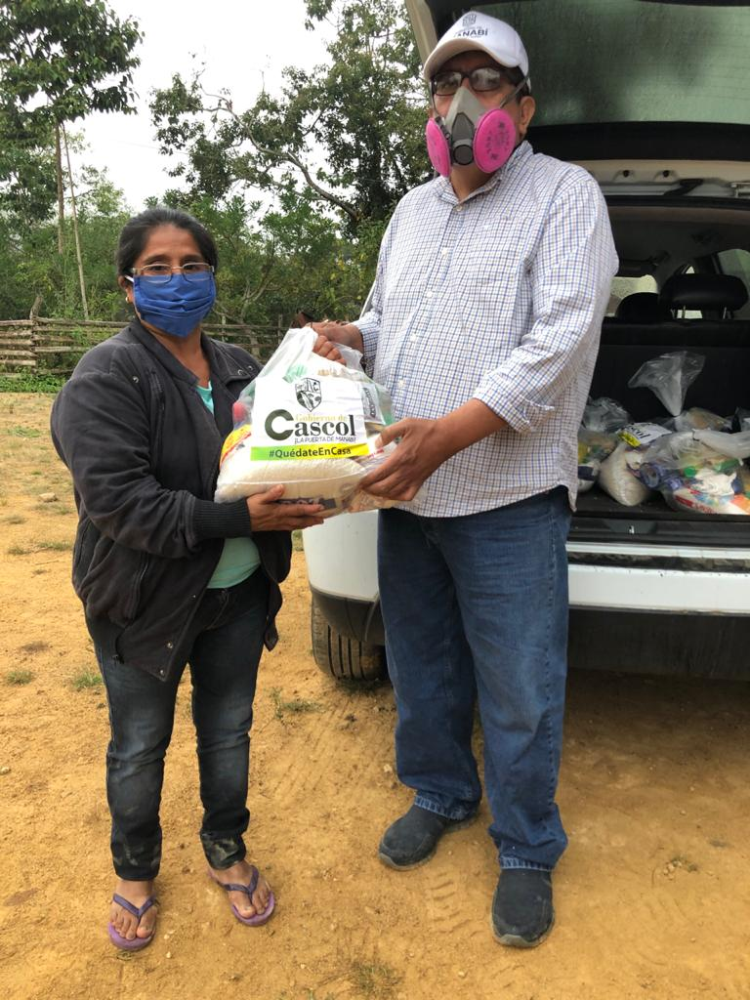 MANABÍ
Gobierno de
Cascol
¡LA PUERTA DE MANABÍ!
#QuédateEnCasa